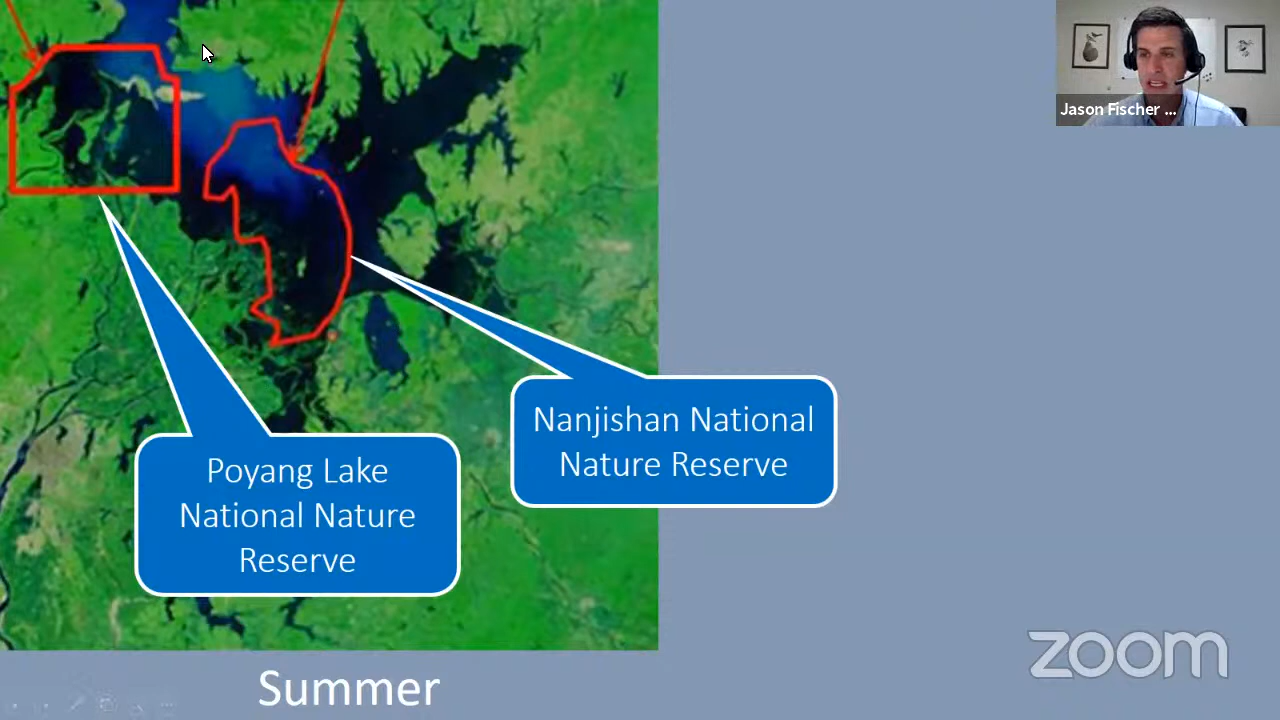 Jason Fischer ...
Nanjishan National
Nature Reserve
Poyang Lake
National Nature
Reserve
zoom
Summer